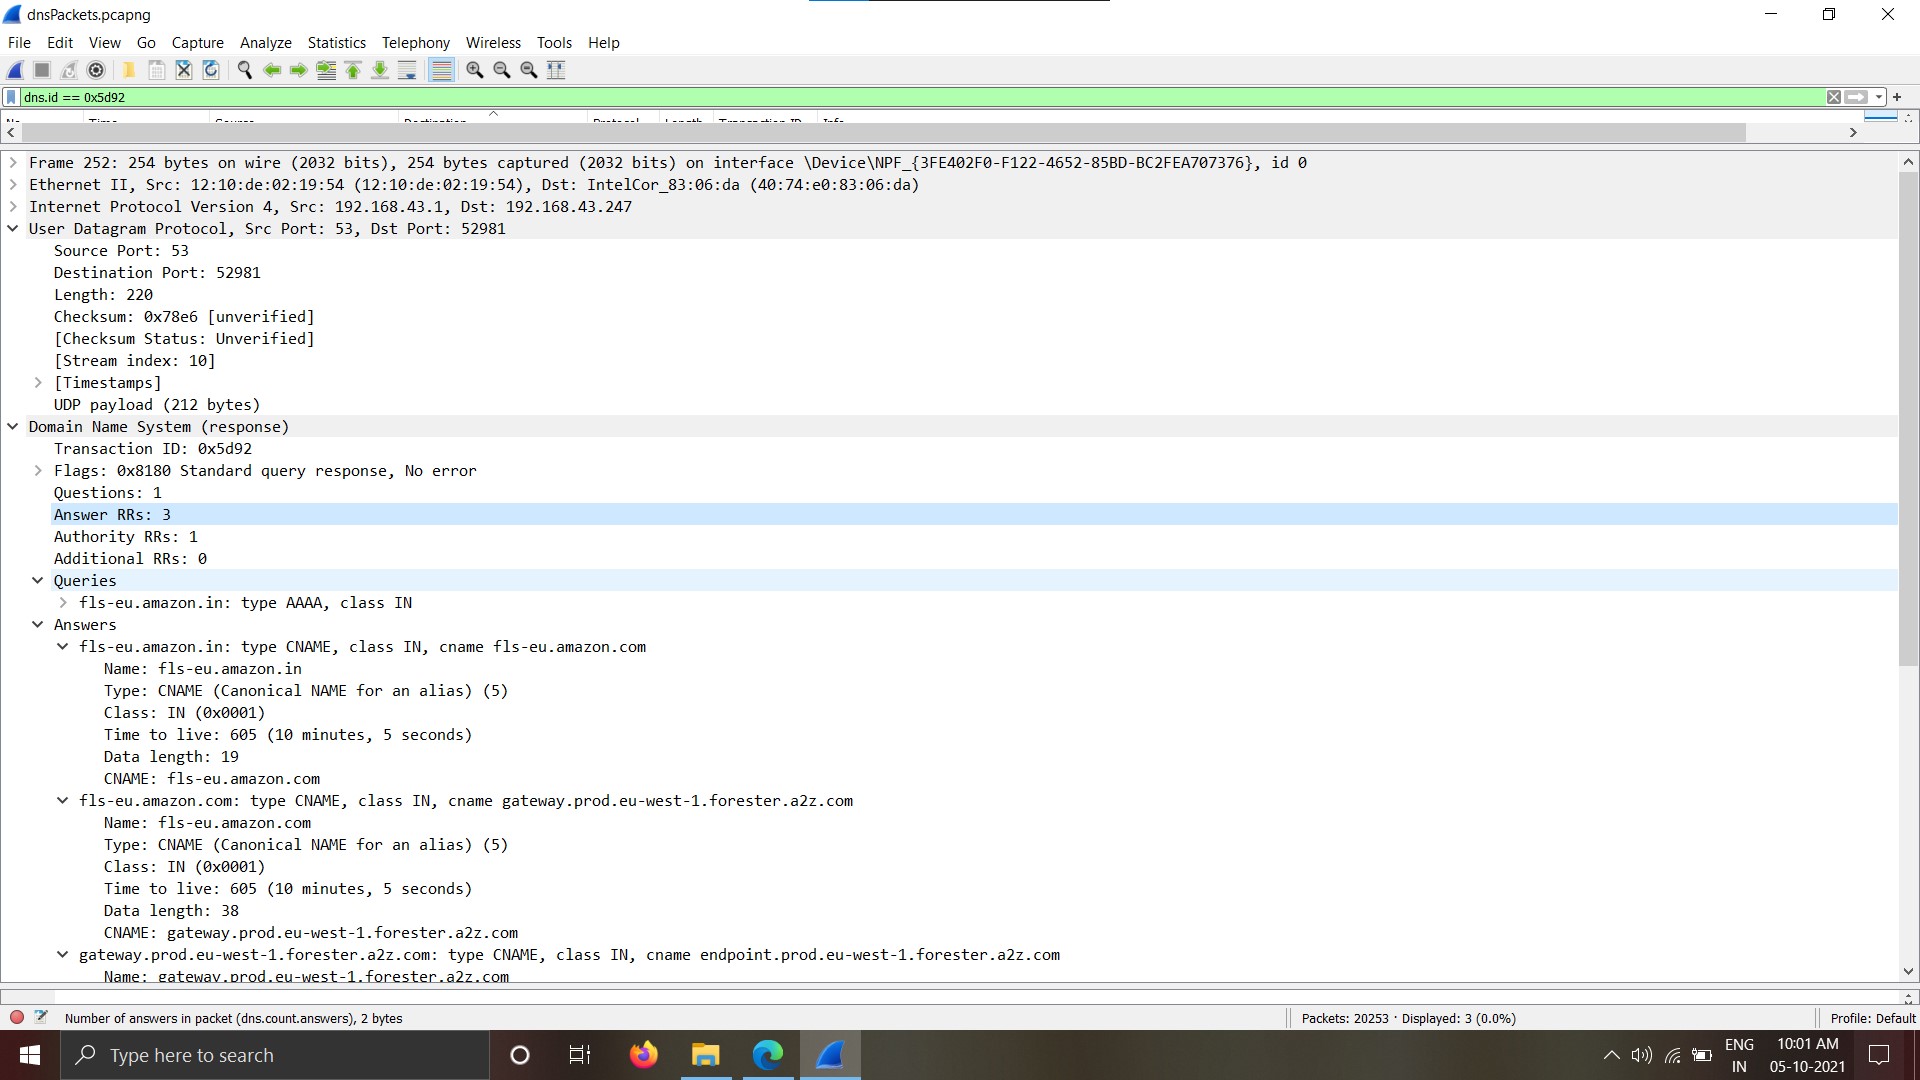 dnsPackets.pcapng
File Edit View Go Capture Analyze Statistics Telephony Wireless Tools Help
dns.id == 0x5d92
No. Time Source Destination Protocol Length Transaction ID Info
Frame 252: 254 bytes on wire (2032 bits), 254 bytes captured (2032 bits) on interface \Device\NPF_{3FE402F0-F122-4652-85BD-BC2FEA707376}, id 0
Ethernet II, Src: 12:10:de:02:19:54 (12:10:de:02:19:54), Dst: IntelCor_83:06:da (40:74:e0:83:06:da)
Internet Protocol Version 4, Src: 192.168.43.1, Dst: 192.168.43.247
User Datagram Protocol, Src Port: 53, Dst Port: 52981
Source Port: 53
Destination Port: 52981
Length: 220
Checksum: 0x78e6 [unverified]
[Checksum Status: Unverified]
[Stream index: 10]
[Timestamps]
UDP payload (212 bytes)
Domain Name System (response)
Transaction ID: 0x5d92
Flags: 0x8180 Standard query response, No error
Questions: 1
Answer RRs: 3
Authority RRs: 1
Additional RRs: 0
Queries
fls-eu.amazon.in: type AAAA, class IN
Answers
fls-eu.amazon.in: type CNAME, class IN, cname fls-eu.amazon.com
Name: fls-eu.amazon.in
Type: CNAME (Canonical NAME for an alias) (5)
Class: IN (0x0001)
Time to live: 605 (10 minutes, 5 seconds)
Data length: 19
CNAME: fls-eu.amazon.com
fls-eu.amazon.com: type CNAME, class IN, cname gateway.prod.eu-west-1.forester.a2z.com
Name: fls-eu.amazon.com
Type: CNAME (Canonical NAME for an alias) (5)
Class: IN (0x0001)
Time to live: 605 (10 minutes, 5 seconds)
Data length: 38
CNAME: gateway.prod.eu-west-1.forester.a2z.com
gateway.prod.eu-west-1.forester.a2z.com: type CNAME, class IN, cname endpoint.prod.eu-west-1.forester.a2z.com
Name: gateway.prod.eu-west-1.forester.a2z.com
Number of answers in packet (dns.count.answers), 2 bytes
Packets: 20253 · Displayed: 3 (0.0%)
Profile: Default
Type here to search
ENG
IN
10:01 AM
05-10-2021